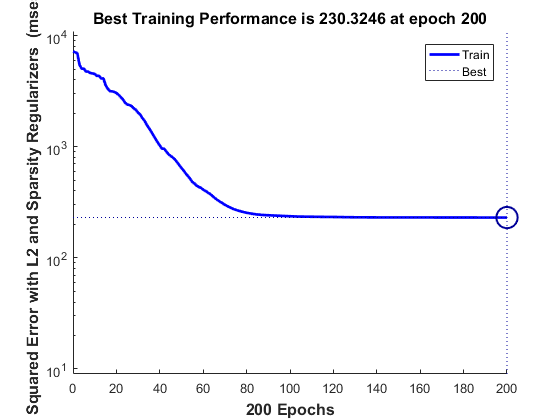 Best Training Performance is 230.3246 at epoch 200
Squared Error with L2 and Sparsity Regularizers (mse
10^4
10^3
10^2
10^1
Train
Best
0 20 40 60 80 100 120 140 160 180 200
200 Epochs